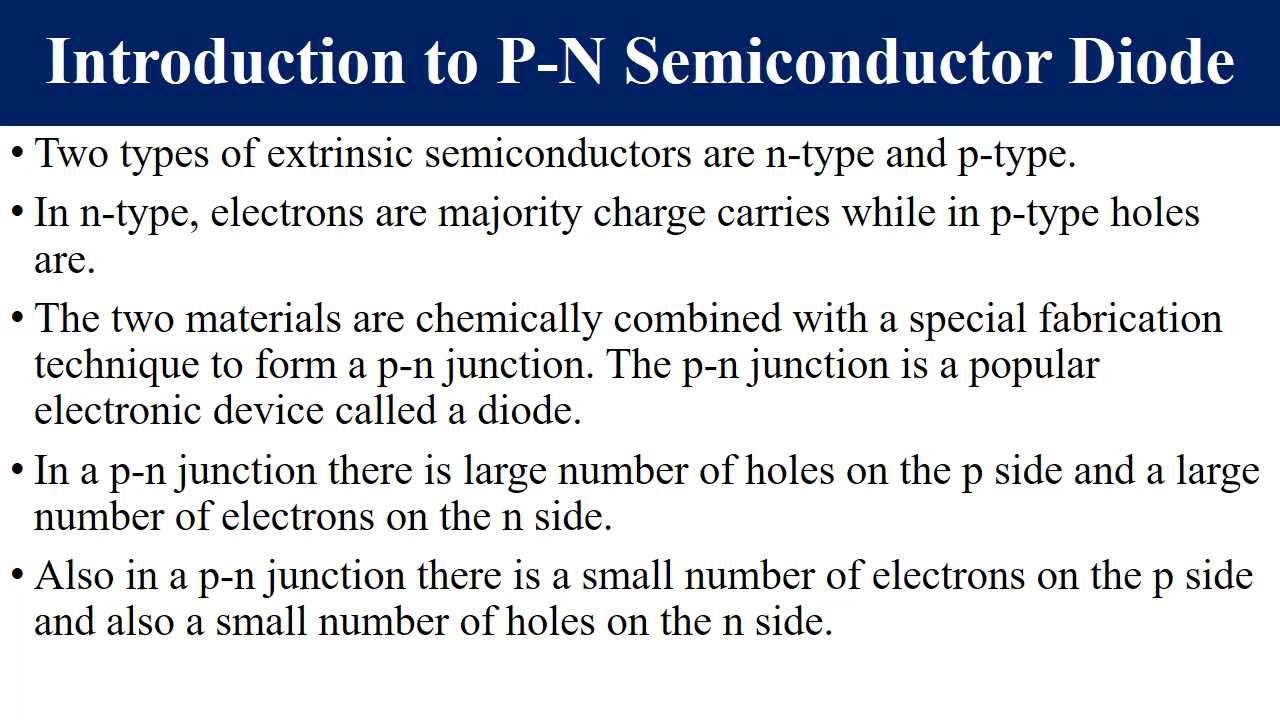 Introduction to P-N Semiconductor Diode
• Two types of extrinsic semiconductors are n-type and p-type.
• In n-type, electrons are majority charge carries while in p-type holes
are.
• The two materials are chemically combined with a special fabrication
technique to form a p-n junction. The p-n junction is a popular
electronic device called a diode.
• In a p-n junction there is large number of holes on the p side and a large
number of electrons on the n side.
• Also in a p-n junction there is a small number of electrons on the p side
and also a small number of holes on the n side.